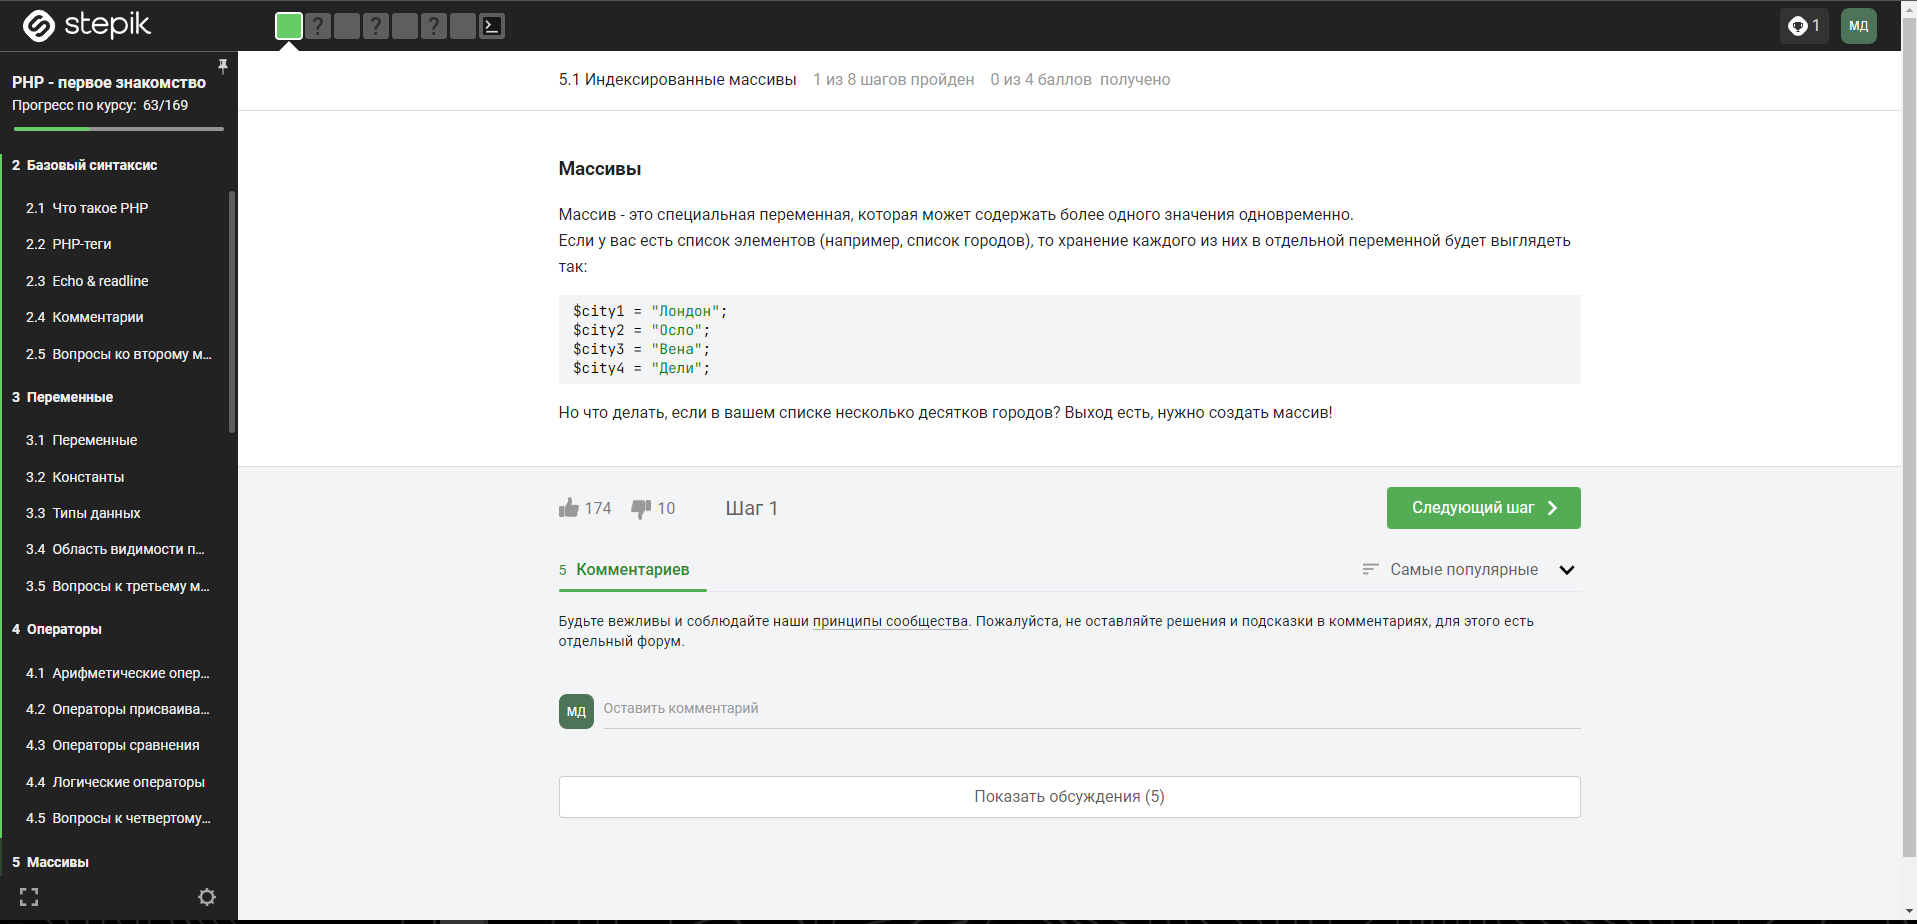 stepik
?
?
?
1
МД
PHP - первое знакомство
Прогресс по курсу: 63/169
2 Базовый синтаксис
2.1 Что такое PHP
2.2 PHP-теги
2.3 Echo & readline
2.4 Комментарии
2.5 Вопросы ко второму м...
3 Переменные
3.1 Переменные
3.2 Константы
3.3 Типы данных
3.4 Область видимости п...
3.5 Вопросы к третьему м...
4 Операторы
4.1 Арифметические опер...
4.2 Операторы присваива...
4.3 Операторы сравнения
4.4 Логические операторы
4.5 Вопросы к четвертому...
5 Массивы
5.1 Индексированные массивы 1 из 8 шагов пройден 0 из 4 баллов получено
Массивы
Массив - это специальная переменная, которая может содержать более одного значения одновременно.
Если у вас есть список элементов (например, список городов), то хранение каждого из них в отдельной переменной будет выглядеть
так:
$city1 = "Лондон";
$city2 = "Осло";
$city3 = "Вена";
$city4 = "Дели";
Но что делать, если в вашем списке несколько десятков городов? Выход есть, нужно создать массив!
174 10 Шаг 1 Следующий шаг
5 Комментариев Самые популярные
Будьте вежливы и соблюдайте наши принципы сообщества. Пожалуйста, не оставляйте решения и подсказки в комментариях, для этого есть
отдельный форум.
МД Оставить комментарий
Показать обсуждения (5)